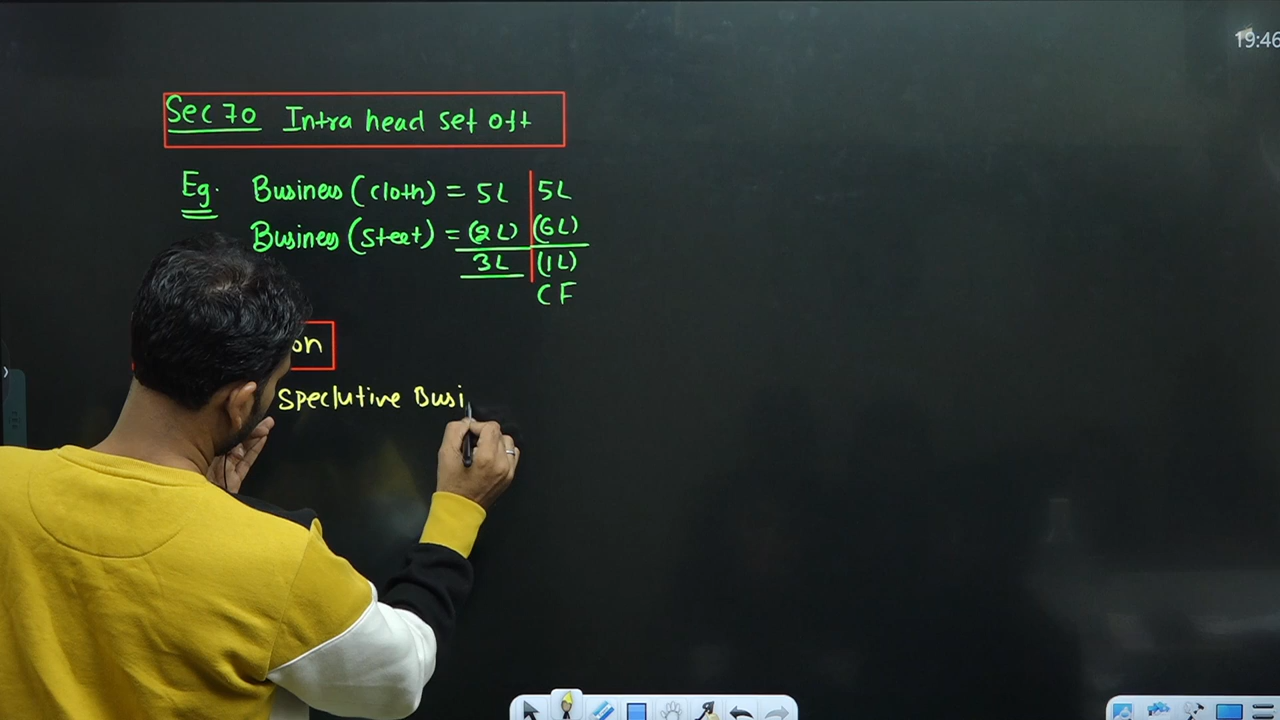 19:46
Sec 70 Intra head set off
Eg. Business (cloth) = 5L 5L
Business (steet) = (2L) (6L)
3L (1L)
CF
on
speclutive Busi